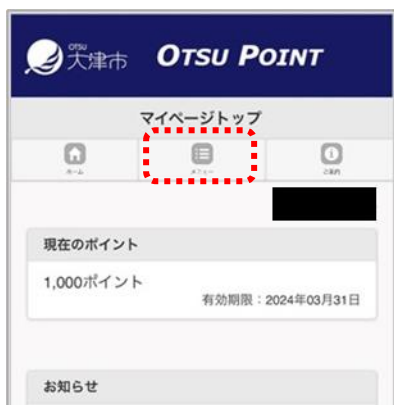 OTSU
大津市 OTSU POINT
マイページトップ
ホーム メニュー ご案内
現在のポイント
1,000ポイント
有効期限：2024年03月31日
お知らせ